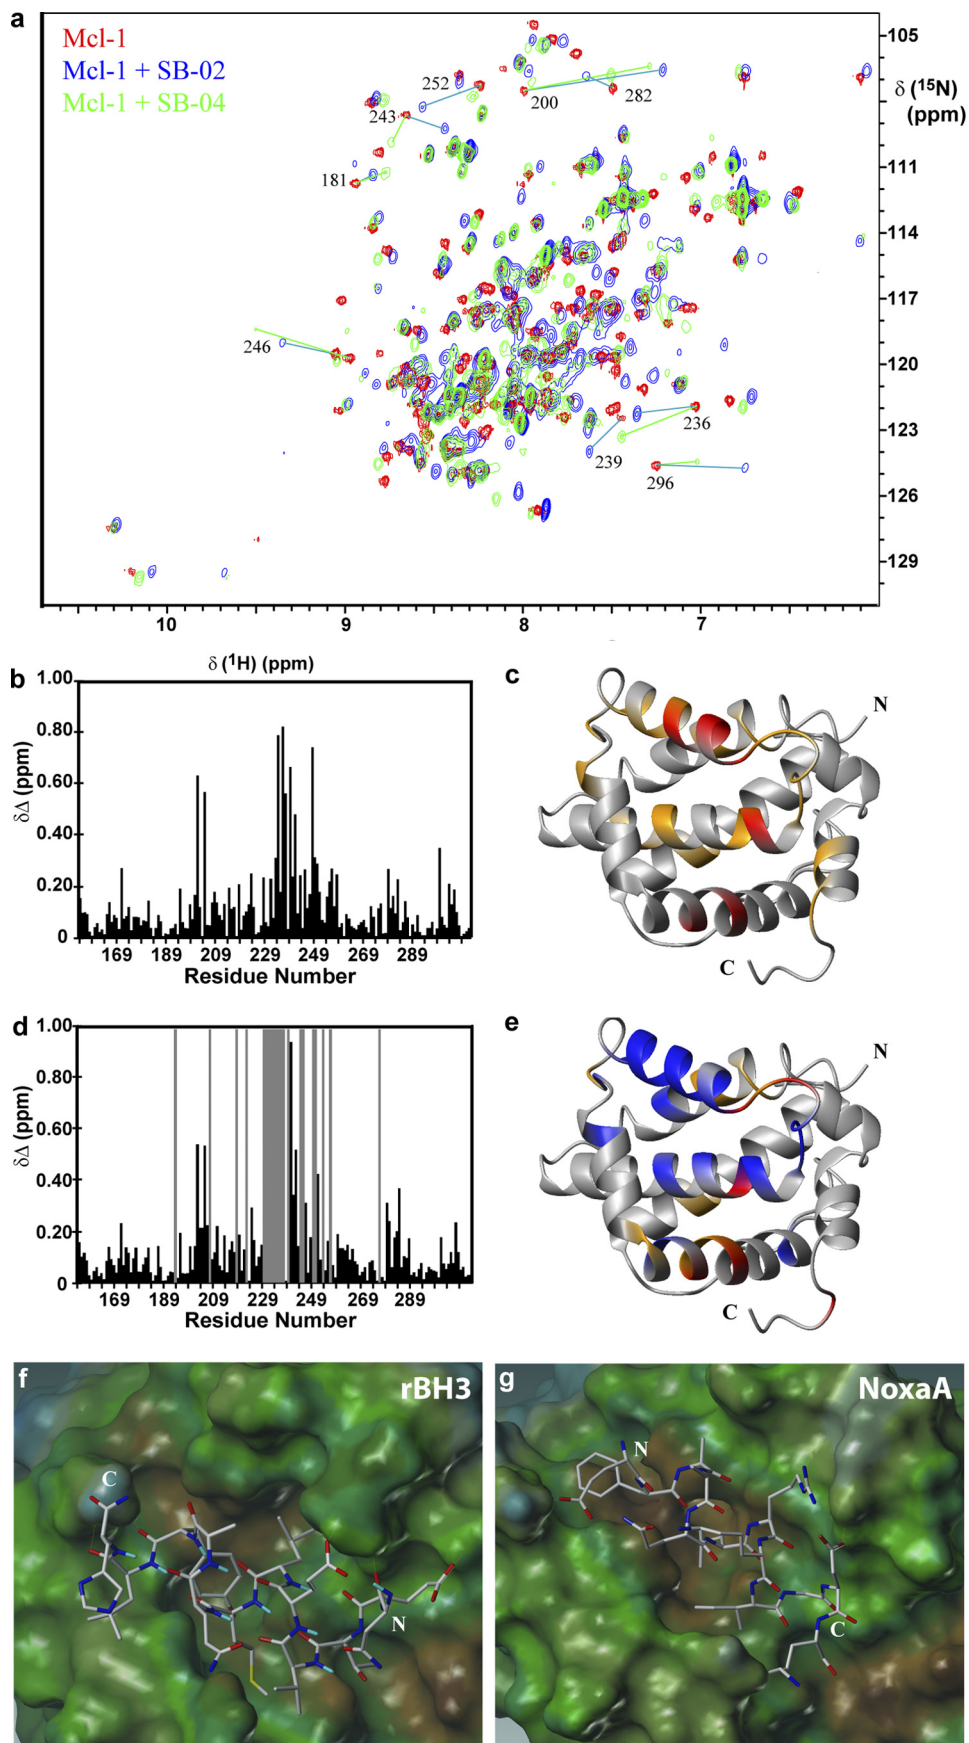 a
Mcl-1
Mcl-1 + SB-02
Mcl-1 + SB-04
105
δ (15N)
(ppm)
252
243
200
282
181
111
114
117
246
120
236
239
123
296
126
129
10
9
8
7
δ (1H) (ppm)
b
1.00
0.80
0.60
0.40
0.20
0
δΔ (ppm)
169 189 209 229 249 269 289
Residue Number
c
N
C
d
1.00
0.80
0.60
0.40
0.20
0
δΔ (ppm)
169 189 209 229 249 269 289
Residue Number
e
N
C
f
rBH3
C
N
g
NoxaA
N
C